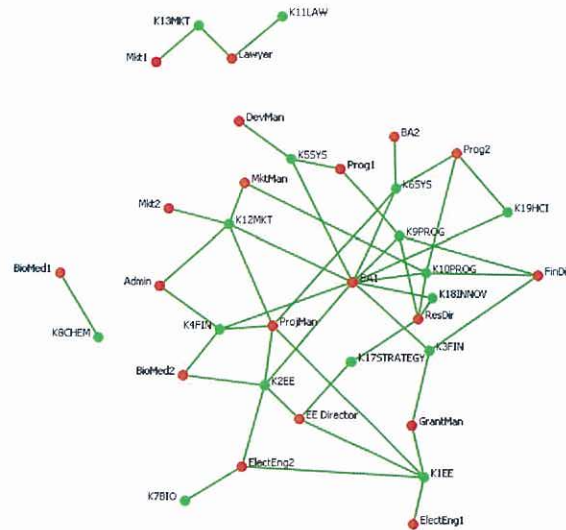 K11LAW
K13MKT
Mkt1
Lawyer
DevMan
BA2
K5SYS
Prog2
Prog1
MktMan
K6SYS
Mkt2
K19HCI
K12MKT
K9PROG
BioMed1
K10PROG
FinDi
Admin
BA1
K18INNOV
ResDir
K4FIN
ProjMan
K8CHEM
K3FIN
K17STRATEGY
BioMed2
K2EE
EE Director
GrantMan
ElectEng2
K1EE
K7BIO
ElectEng1